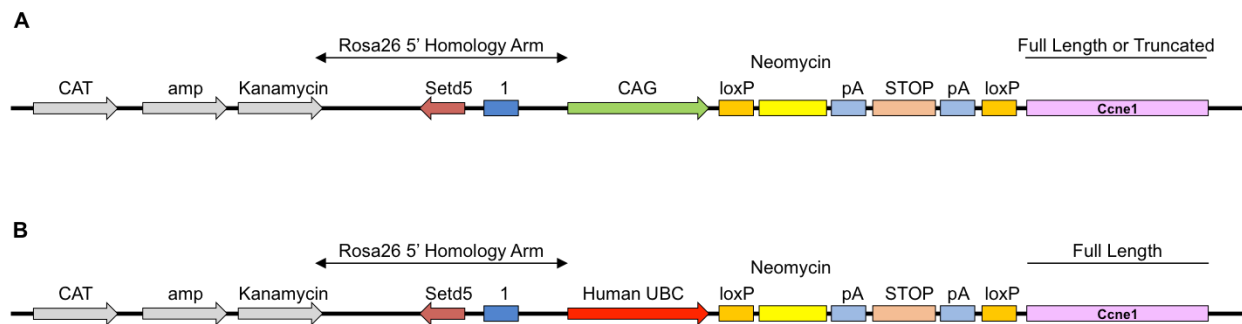 A
Rosa26 5' Homology Arm
Full Length or Truncated
Neomycin
CAT amp Kanamycin Setd5 1 CAG loxP pA STOP pA loxP
Ccne1
B
Rosa26 5' Homology Arm
Full Length
Neomycin
CAT amp Kanamycin Setd5 1 Human UBC loxP pA STOP pA loxP
Ccne1